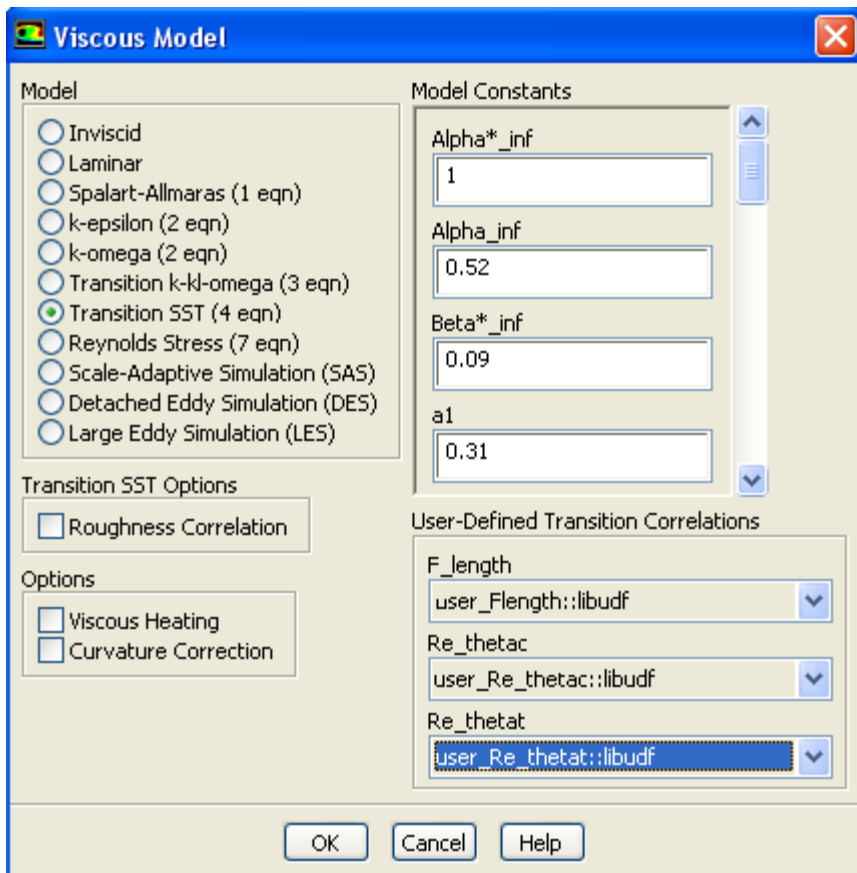 Viscous Model
Model
Inviscid
Laminar
Spalart-Allmaras (1 eqn)
k-epsilon (2 eqn)
k-omega (2 eqn)
Transition k-kl-omega (3 eqn)
Transition SST (4 eqn)
Reynolds Stress (7 eqn)
Scale-Adaptive Simulation (SAS)
Detached Eddy Simulation (DES)
Large Eddy Simulation (LES)
Transition SST Options
Roughness Correlation
Options
Viscous Heating
Curvature Correction
Model Constants
Alpha*_inf
1
Alpha_inf
0.52
Beta*_inf
0.09
a1
0.31
User-Defined Transition Correlations
F_length
user_Flength::libudf
Re_thetac
user_Re_thetac::libudf
Re_thetat
user_Re_thetat::libudf
OK Cancel Help